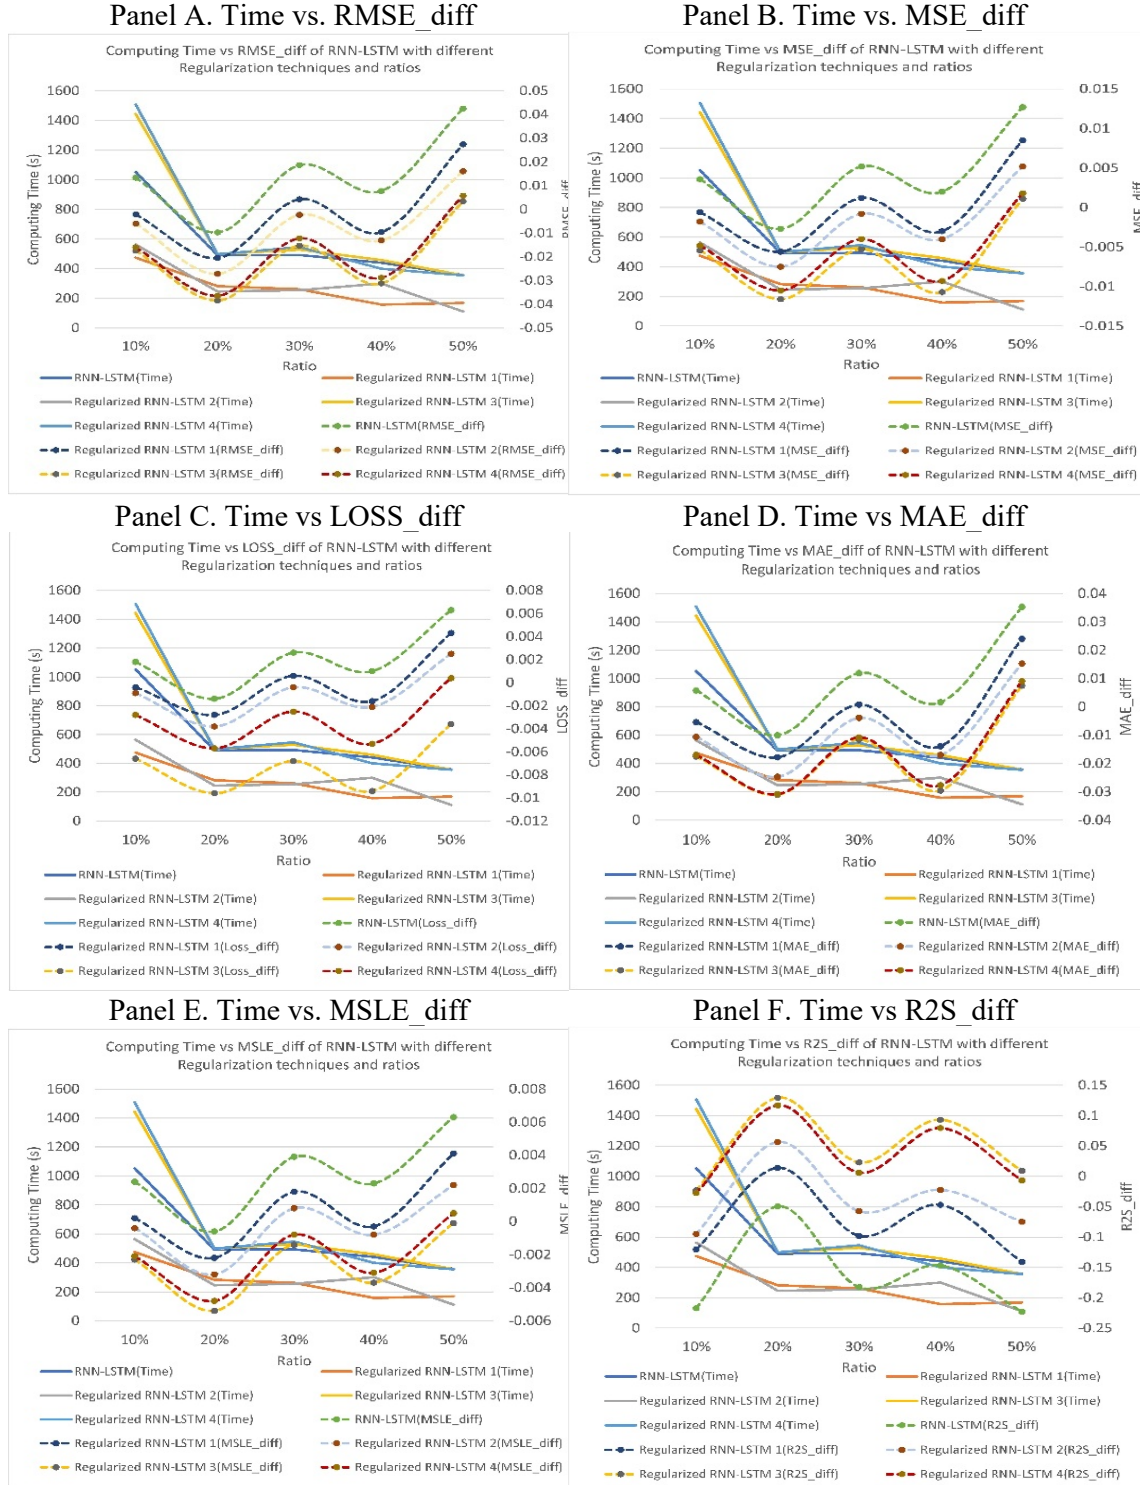 Panel A. Time vs. RMSE_diff
Computing Time vs RMSE_diff of RNN-LSTM with different
Regularization techniques and ratios
1600
1400
1200
1000
800
600
400
200
0
Computing Time (s)
0.05
0.04
0.03
0.02
0.01
0
-0.01
-0.02
-0.03
-0.04
-0.05
RMSE_diff
10% 20% 30% 40% 50%
Ratio
RNN-LSTM(Time) Regularized RNN-LSTM 1(Time)
Regularized RNN-LSTM 2(Time) Regularized RNN-LSTM 3(Time)
Regularized RNN-LSTM 4(Time) RNN-LSTM(RMSE_diff)
Regularized RNN-LSTM 1(RMSE_diff) Regularized RNN-LSTM 2(RMSE_diff)
Regularized RNN-LSTM 3(RMSE_diff) Regularized RNN-LSTM 4(RMSE_diff)
Panel B. Time vs. MSE_diff
Computing Time vs MSE_diff of RNN-LSTM with different
Regularization techniques and ratios
1600
1400
1200
1000
800
600
400
200
0
Computing Time (s)
0.015
0.01
0.005
0
-0.005
-0.01
-0.015
MSE_diff
10% 20% 30% 40% 50%
Ratio
RNN-LSTM(Time) Regularized RNN-LSTM 1(Time)
Regularized RNN-LSTM 2(Time) Regularized RNN-LSTM 3(Time)
Regularized RNN-LSTM 4(Time) RNN-LSTM(MSE_diff)
Regularized RNN-LSTM 1(MSE_diff) Regularized RNN-LSTM 2(MSE_diff)
Regularized RNN-LSTM 3(MSE_diff) Regularized RNN-LSTM 4(MSE_diff)
Panel C. Time vs LOSS_diff
Computing Time vs LOSS_diff of RNN-LSTM with different
Regularization techniques and ratios
1600
1400
1200
1000
800
600
400
200
0
Computing Time (s)
0.008
0.006
0.004
0.002
0
-0.002
-0.004
-0.006
-0.008
-0.01
-0.012
LOSS_diff
10% 20% 30% 40% 50%
Ratio
RNN-LSTM(Time) Regularized RNN-LSTM 1(Time)
Regularized RNN-LSTM 2(Time) Regularized RNN-LSTM 3(Time)
Regularized RNN-LSTM 4(Time) RNN-LSTM(Loss_diff)
Regularized RNN-LSTM 1(Loss_diff) Regularized RNN-LSTM 2(Loss_diff)
Regularized RNN-LSTM 3(Loss_diff) Regularized RNN-LSTM 4(Loss_diff)
Panel D. Time vs MAE_diff
Computing Time vs MAE_diff of RNN-LSTM with different
Regularization techniques and ratios
1600
1400
1200
1000
800
600
400
200
0
Computing Time (s)
0.04
0.03
0.02
0.01
0
-0.01
-0.02
-0.03
-0.04
MAE_diff
10% 20% 30% 40% 50%
Ratio
RNN-LSTM(Time) Regularized RNN-LSTM 1(Time)
Regularized RNN-LSTM 2(Time) Regularized RNN-LSTM 3(Time)
Regularized RNN-LSTM 4(Time) RNN-LSTM(MAE_diff)
Regularized RNN-LSTM 1(MAE_diff) Regularized RNN-LSTM 2(MAE_diff)
Regularized RNN-LSTM 3(MAE_diff) Regularized RNN-LSTM 4(MAE_diff)
Panel E. Time vs. MSLE_diff
Computing Time vs MSLE_diff of RNN-LSTM with different
Regularization techniques and ratios
1600
1400
1200
1000
800
600
400
200
0
Computing Time (s)
0.008
0.006
0.004
0.002
0
-0.002
-0.004
-0.006
MSLE_diff
10% 20% 30% 40% 50%
Ratio
RNN-LSTM(Time) Regularized RNN-LSTM 1(Time)
Regularized RNN-LSTM 2(Time) Regularized RNN-LSTM 3(Time)
Regularized RNN-LSTM 4(Time) RNN-LSTM(MSLE_diff)
Regularized RNN-LSTM 1(MSLE_diff) Regularized RNN-LSTM 2(MSLE_diff)
Regularized RNN-LSTM 3(MSLE_diff) Regularized RNN-LSTM 4(MSLE_diff)
Panel F. Time vs R2S_diff
Computing Time vs R2S_diff of RNN-LSTM with different
Regularization techniques and ratios
1600
1400
1200
1000
800
600
400
200
0
Computing Time (s)
0.15
0.1
0.05
0
-0.05
-0.1
-0.15
-0.2
-0.25
R2S_diff
10% 20% 30% 40% 50%
Ratio
RNN-LSTM(Time) Regularized RNN-LSTM 1(Time)
Regularized RNN-LSTM 2(Time) Regularized RNN-LSTM 3(Time)
Regularized RNN-LSTM 4(Time) RNN-LSTM(R2S_diff)
Regularized RNN-LSTM 1(R2S_diff) Regularized RNN-LSTM 2(R2S_diff)
Regularized RNN-LSTM 3(R2S_diff) Regularized RNN-LSTM 4(R2S_diff)